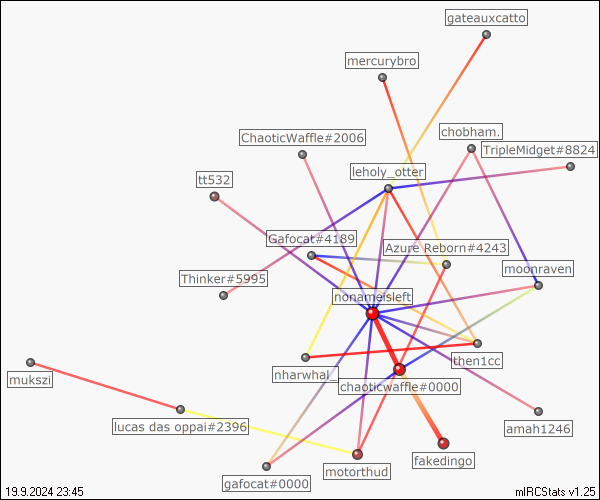 gateauxcatto
mercurybro
chobham.
ChaoticWaffle#2006
TripleMidget#8824
leholy_otter
tt532
Gafocat#4189
Azure Reborn#4243
moonraven
Thinker#5995
nonameisleft
then1cc
nharwhal_
chaoticwaffle#0000
mukszi
lucas das oppai#2396
amah1246
fakedingo
motorthud
gafocat#0000
19.9.2024 23:45
mIRCStats v1.25